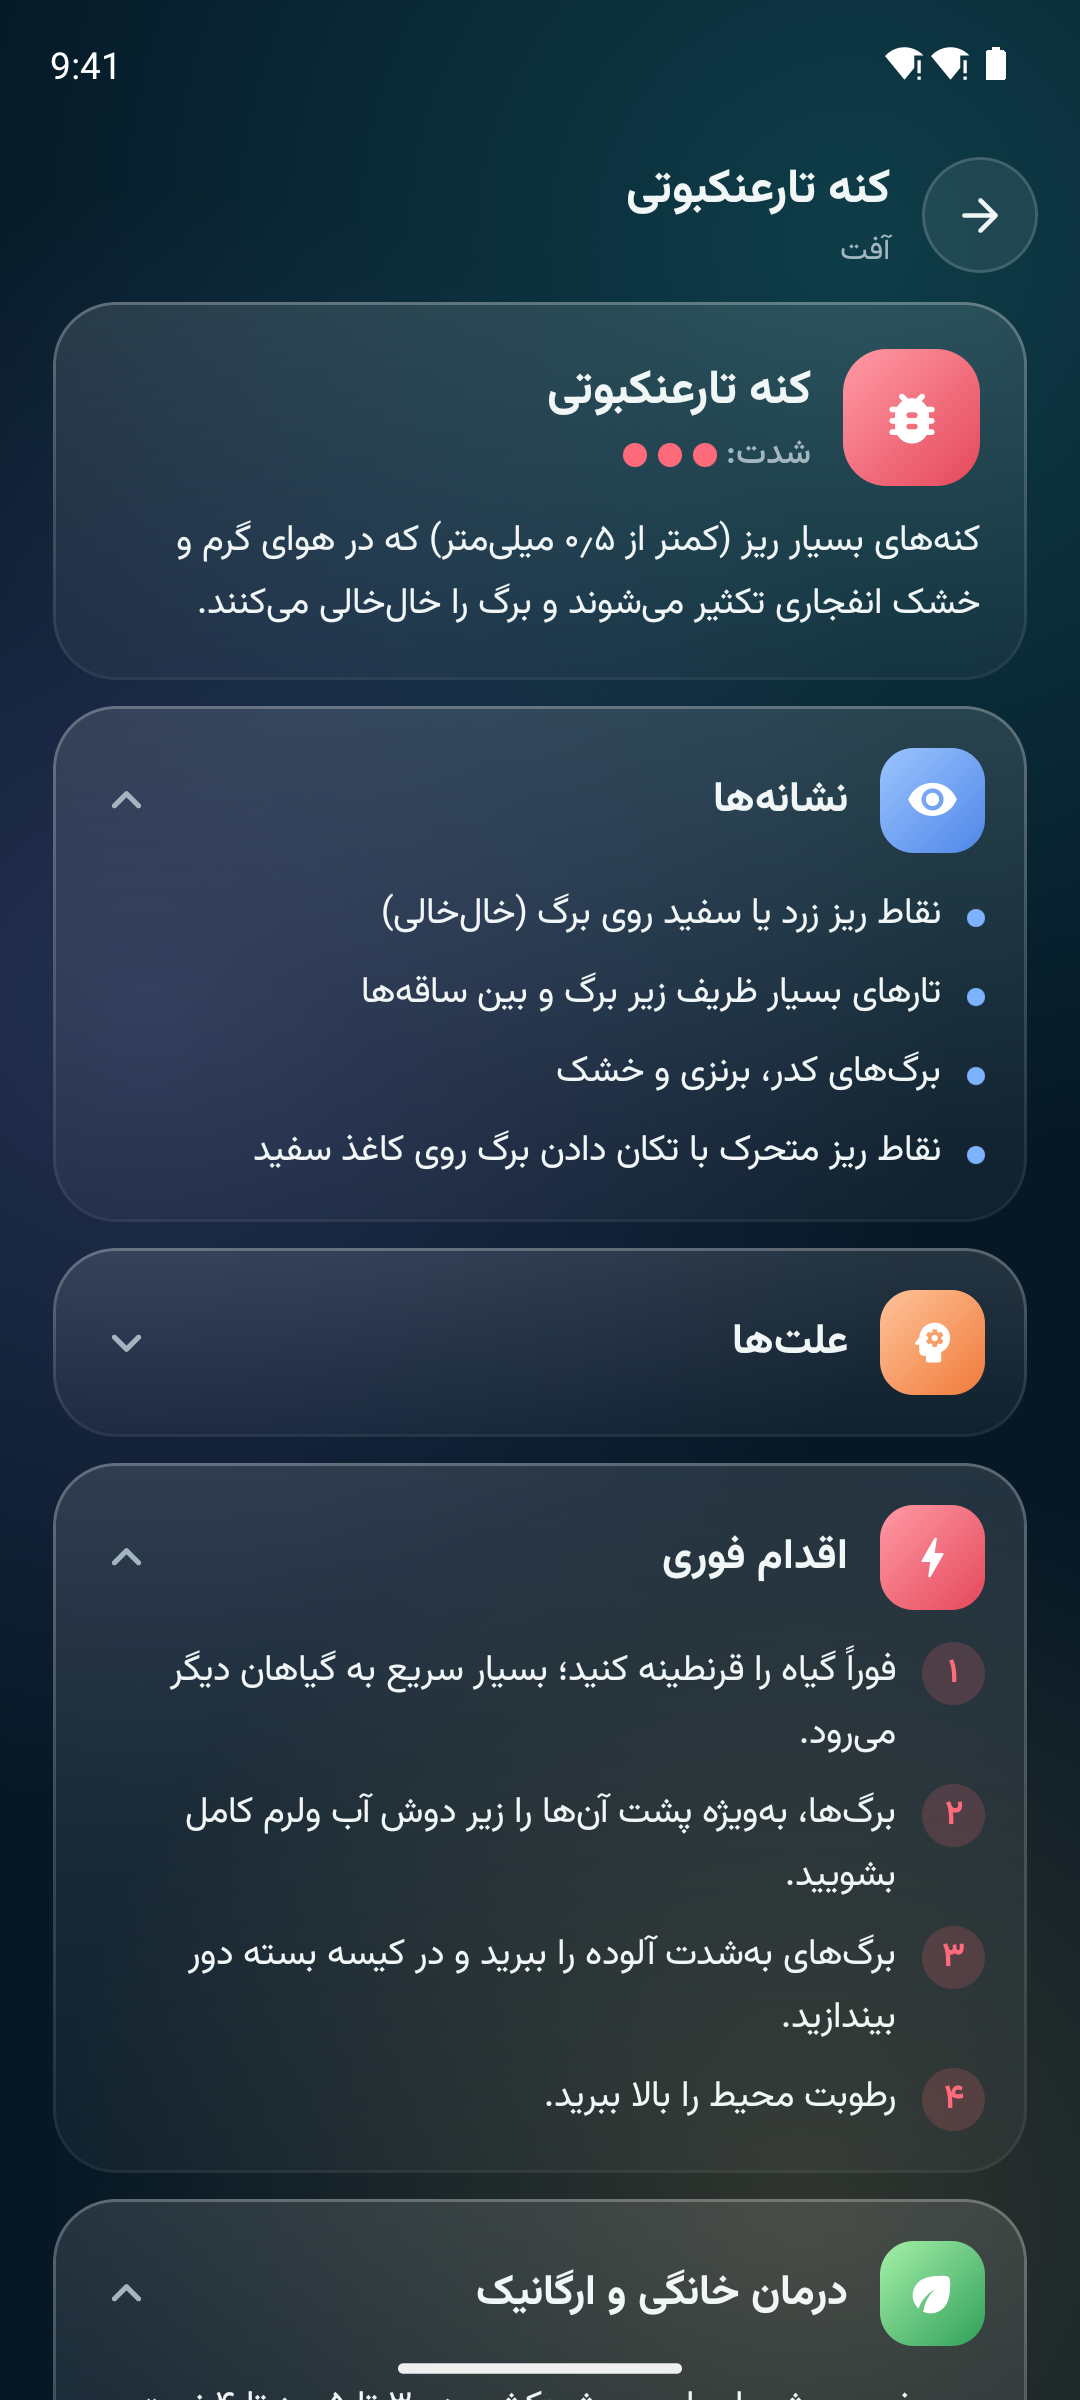 9:41
کنه تارعنکبوتی
آفت
کنه تارعنکبوتی
شدت:
کنه‌های بسیار ریز (کمتر از ۰٫۵ میلی‌متر) که در هوای گرم و
خشک انفجاری تکثیر می‌شوند و برگ را خال‌خالی می‌کنند.
نشانه‌ها
نقاط ریز زرد یا سفید روی برگ (خال‌خالی)
تارهای بسیار ظریف زیر برگ و بین ساقه‌ها
برگ‌های کدر، برنزی و خشک
نقاط ریز متحرک با تکان دادن برگ روی کاغذ سفید
علت‌ها
اقدام فوری
۱ فوراً گیاه را قرنطینه کنید؛ بسیار سریع به گیاهان دیگر
می‌رود.
۲ برگ‌ها، به‌ویژه پشت آن‌ها را زیر دوش آب ولرم کامل
بشویید.
۳ برگ‌های به‌شدت آلوده را ببرید و در کیسه بسته دور
بیندازید.
۴ رطوبت محیط را بالا ببرید.
درمان خانگی و ارگانیک